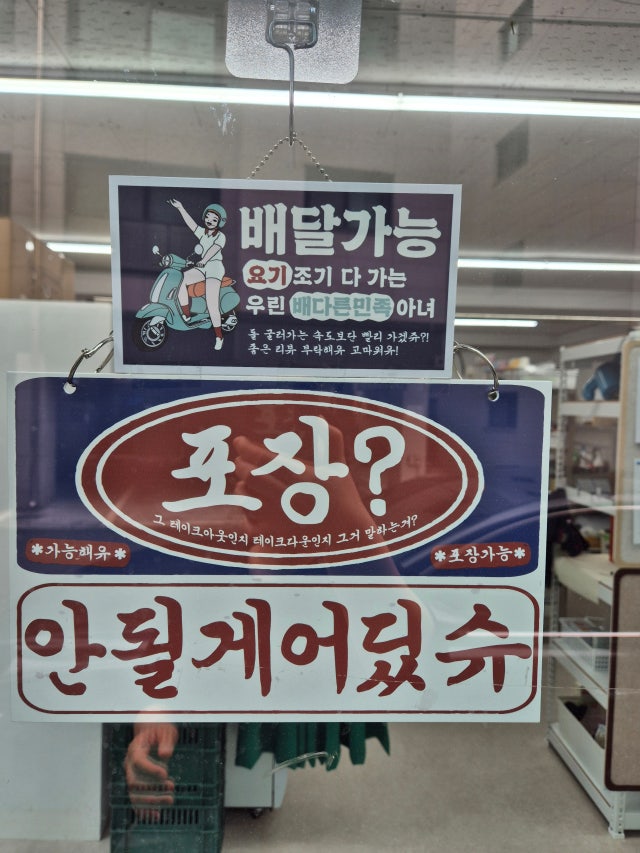 배달가능
요기조기 다 가는
우린 배다른민족아녀
돌 굴러가는 속도보단 빨리 가겠쥬?!
좋은 리뷰 부탁해유 고마워유!
포장?
그 테이크아웃인지 테이크다운인지 그거 말하는겨?
*가능해유*
*포장가능*
안될게어딨슈